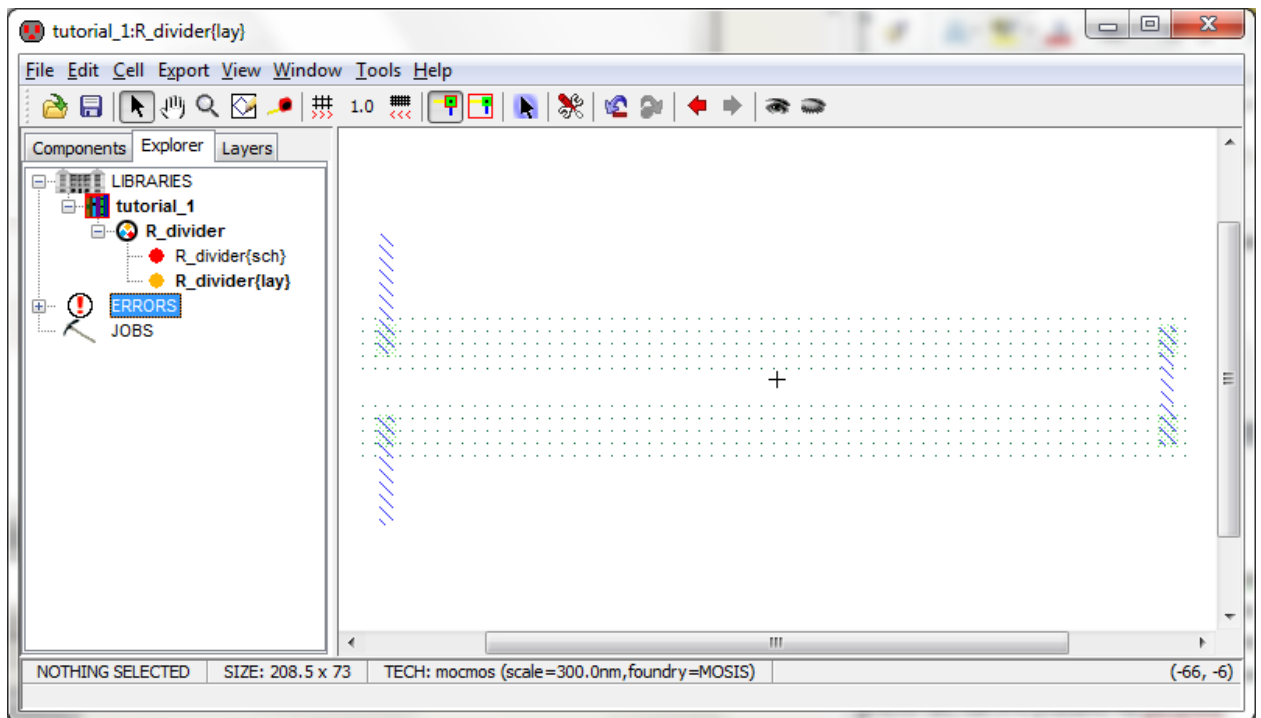 tutorial_1:R_divider{lay}
File Edit Cell Export View Window Tools Help
1.0
Components Explorer Layers
LIBRARIES
tutorial_1
R_divider
R_divider{sch}
R_divider{lay}
ERRORS
JOBS
NOTHING SELECTED SIZE: 208.5 x 73 TECH: mocmos (scale=300.0nm,foundry=MOSIS) (-66, -6)